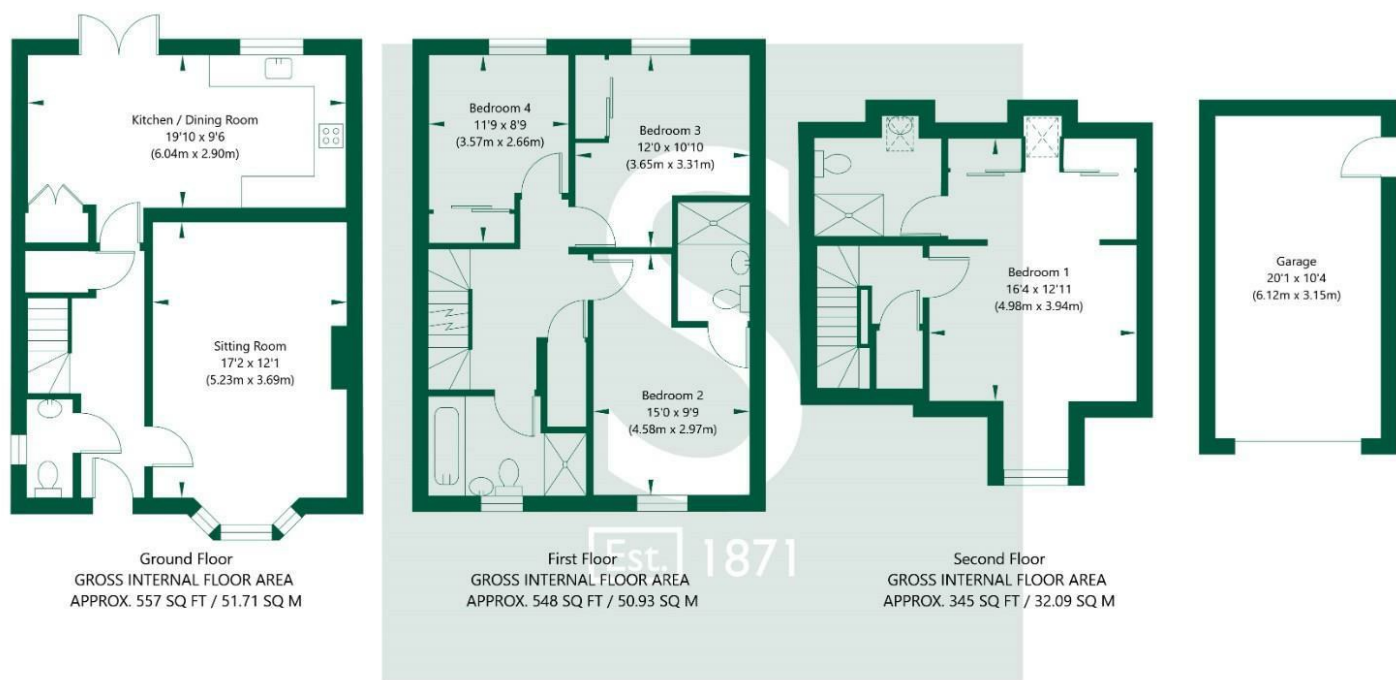 Kitchen / Dining Room
19'10 x 9'6
(6.04m x 2.90m)
Sitting Room
17'2 x 12'1
(5.23m x 3.69m)
Ground Floor
GROSS INTERNAL FLOOR AREA
APPROX. 557 SQ FT / 51.71 SQ M
Bedroom 4
11'9 x 8'9
(3.57m x 2.66m)
Bedroom 3
12'0 x 10'10
(3.65m x 3.31m)
Bedroom 2
15'0 x 9'9
(4.58m x 2.97m)
S
Est. 1871
First Floor
GROSS INTERNAL FLOOR AREA
APPROX. 548 SQ FT / 50.93 SQ M
Bedroom 1
16'4 x 12'11
(4.98m x 3.94m)
Second Floor
GROSS INTERNAL FLOOR AREA
APPROX. 345 SQ FT / 32.09 SQ M
Garage
20'1 x 10'4
(6.12m x 3.15m)